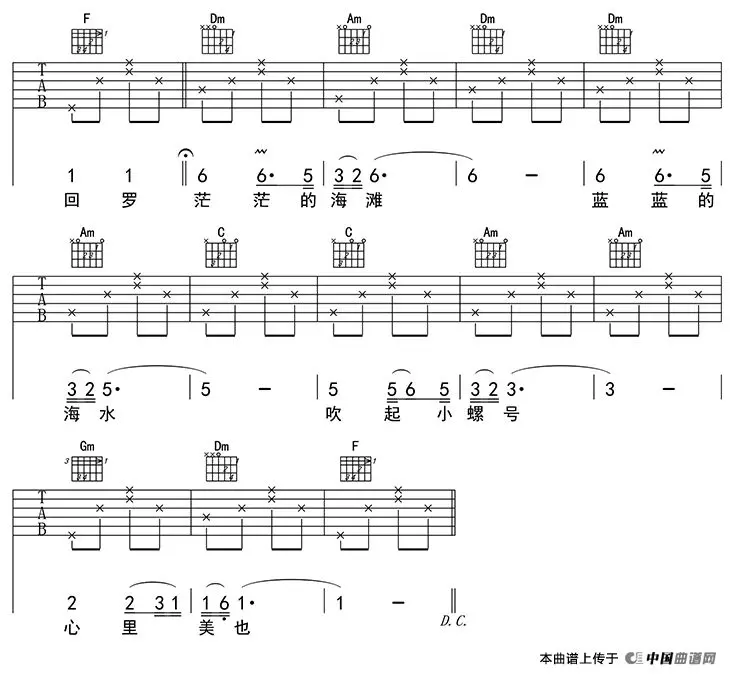 F Dm Am Dm Dm
T A B
1 1 6 6· 5 3 2 6· 6 — 6 6· 5
回 罗 茫 茫 的 海 滩 蓝 蓝 的
Am C C Am Am
T A B
3 2 5· 5 — 5 5 6 5 3 2 3· 3 —
海 水 吹 起 小 螺 号
Gm Dm F
3
T A B
2 2 3 1 1 6 1· 1 —
心 里 美 也
D.C.
本曲谱上传于 中国曲谱网